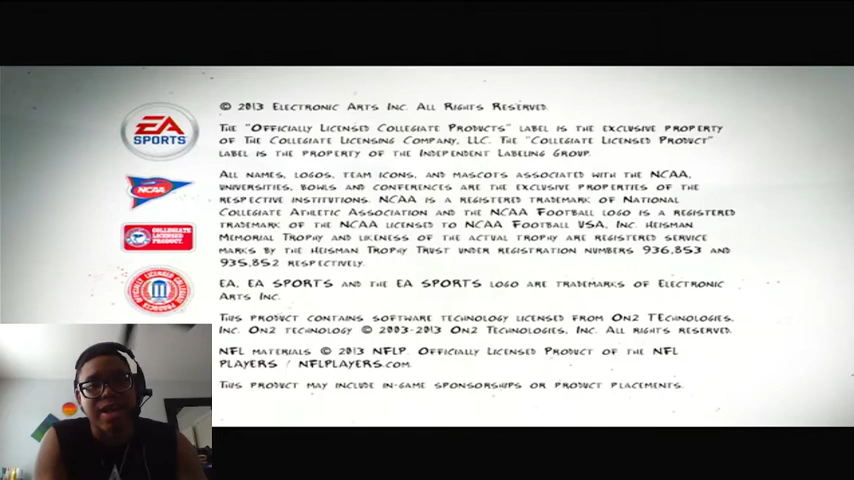 EA
SPORTS
© 2013 ELECTRONIC ARTS INC. ALL RIGHTS RESERVED.
THE "OFFICIALLY LICENSED COLLEGIATE PRODUCTS" LABEL IS THE EXCLUSIVE PROPERTY
OF THE COLLEGIATE LICENSING COMPANY, LLC. THE "COLLEGIATE LICENSED PRODUCT"
LABEL IS THE PROPERTY OF THE INDEPENDENT LABELING GROUP.
NCAA
ALL NAMES, LOGOS, TEAM ICONS, AND MASCOTS ASSOCIATED WITH THE NCAA,
UNIVERSITIES, BOWLS AND CONFERENCES ARE THE EXCLUSIVE PROPERTIES OF THE
RESPECTIVE INSTITUTIONS. NCAA IS A REGISTERED TRADEMARK OF NATIONAL
COLLEGIATE ATHLETIC ASSOCIATION AND THE NCAA FOOTBALL LOGO IS A REGISTERED
TRADEMARK OF THE NCAA LICENSED TO NCAA FOOTBALL USA, INC. HEISMAN
MEMORIAL TROPHY AND LIKENESS OF THE ACTUAL TROPHY ARE REGISTERED SERVICE
MARKS BY THE HEISMAN TROPHY TRUST UNDER REGISTRATION NUMBERS 936,853 AND
935,852 RESPECTIVELY.
COLLEGIATE
LICENSED
PRODUCT
OFFICIALLY LICENSED COLLEGIATE PRODUCTS
EA, EA SPORTS AND THE EA SPORTS LOGO ARE TRADEMARKS OF ELECTRONIC
ARTS INC.
THIS PRODUCT CONTAINS SOFTWARE TECHNOLOGY LICENSED FROM ON2 TECHNOLOGIES,
INC. ON2 TECHNOLOGY © 2003-2013 ON2 TECHNOLOGIES, INC. ALL RIGHTS RESERVED.
NFL MATERIALS © 2013 NFLP. OFFICIALLY LICENSED PRODUCT OF THE NFL
PLAYERS / NFLPLAYERS.COM.
THIS PRODUCT MAY INCLUDE IN-GAME SPONSORSHIPS OR PRODUCT PLACEMENTS.